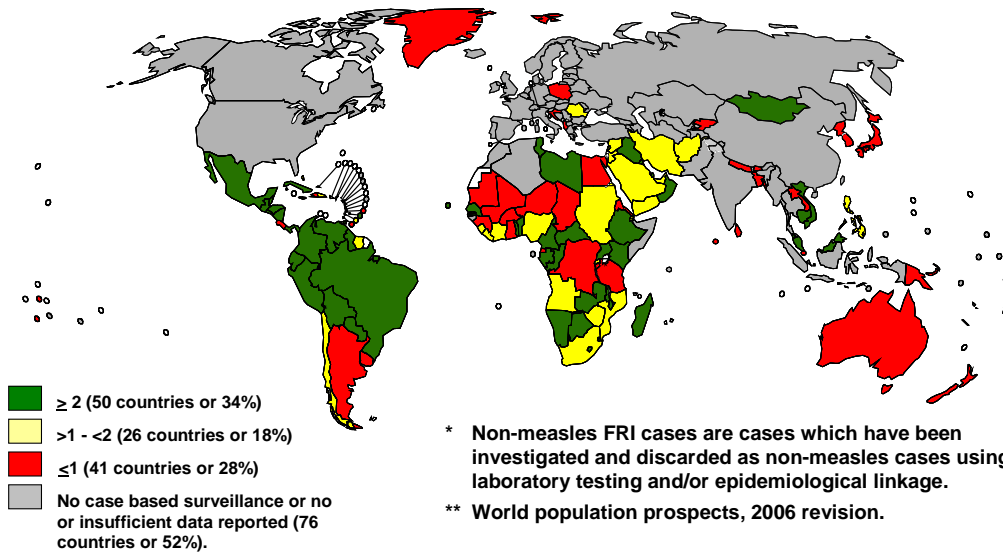 ≥ 2 (50 countries or 34%)
>1 - <2 (26 countries or 18%)
≤1 (41 countries or 28%)
No case based surveillance or no
or insufficient data reported (76
countries or 52%).
* Non-measles FRI cases are cases which have been
investigated and discarded as non-measles cases using
laboratory testing and/or epidemiological linkage.
** World population prospects, 2006 revision.